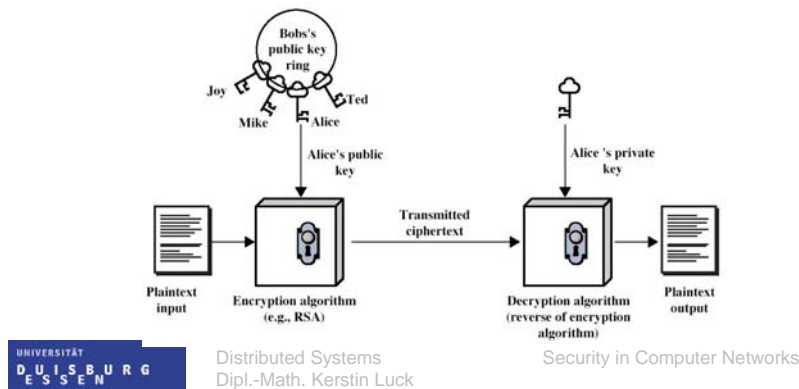 Bobs's
public key
ring
Joy
Ted
Mike
Alice
Alice's public
key
Alice 's private
key
Transmitted
ciphertext
Plaintext
input
Encryption algorithm
(e.g., RSA)
Decryption algorithm
(reverse of encryption
algorithm)
Plaintext
output
UNIVERSITÄT
DUISBURG
ESSEN
Distributed Systems
Dipl.-Math. Kerstin Luck
Security in Computer Networks